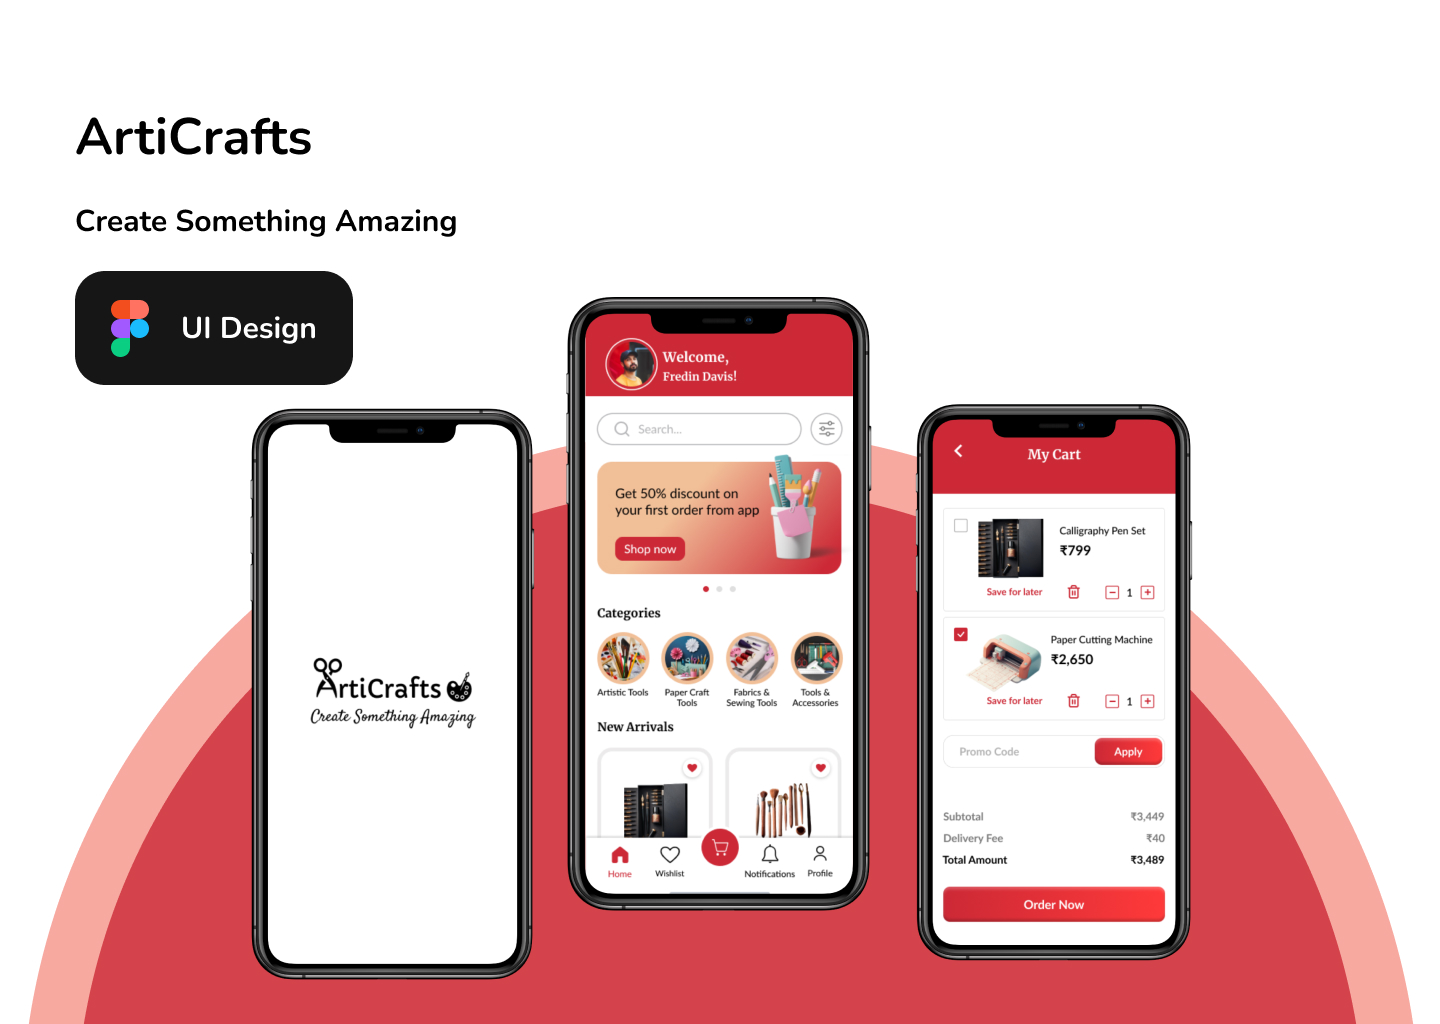 ArtiCrafts
Create Something Amazing
UI Design
ArtiCrafts
Create Something Amazing
Welcome,
Fredin Davis!
Search...
Get 50% discount on
your first order from app
Shop now
Categories
Artistic Tools
Paper Craft
Tools
Fabrics &
Sewing Tools
Tools &
Accessories
New Arrivals
Home
Wishlist
Notifications
Profile
My Cart
Calligraphy Pen Set
₹799
Save for later
1
Paper Cutting Machine
₹2,650
Save for later
1
Promo Code
Apply
Subtotal ₹3,449
Delivery Fee ₹40
Total Amount ₹3,489
Order Now